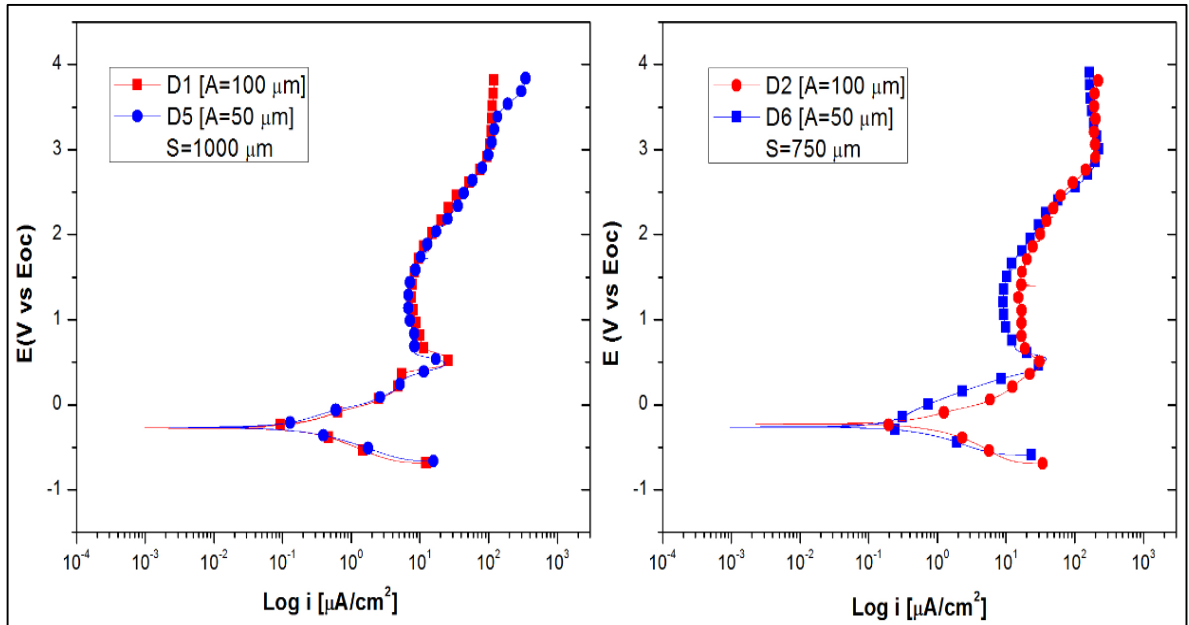 4
3
2
1
0
-1
E(V vs Eoc)
D1 [A=100 μm]
D5 [A=50 μm]
S=1000 μm
10⁻⁴ 10⁻³ 10⁻² 10⁻¹ 10⁰ 10¹ 10² 10³
Log i [μA/cm²]
4
3
2
1
0
-1
E (V vs Eoc)
D2 [A=100 μm]
D6 [A=50 μm]
S=750 μm
10⁻⁴ 10⁻³ 10⁻² 10⁻¹ 10⁰ 10¹ 10² 10³
Log i [μA/cm²]